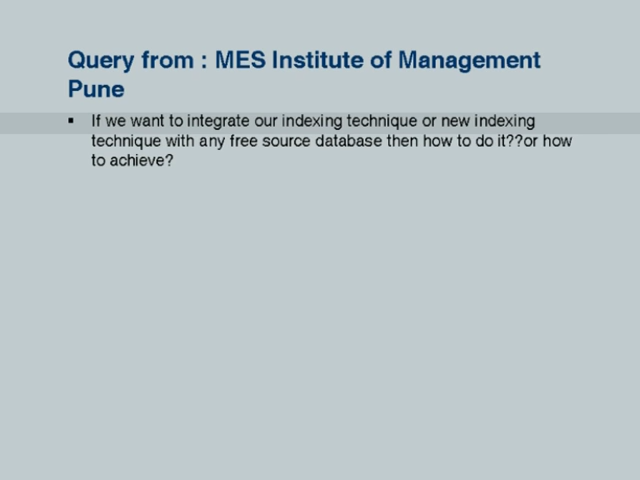 Query from : MES Institute of Management
Pune
▪ If we want to integrate our indexing technique or new indexing
technique with any free source database then how to do it??or how
to achieve?